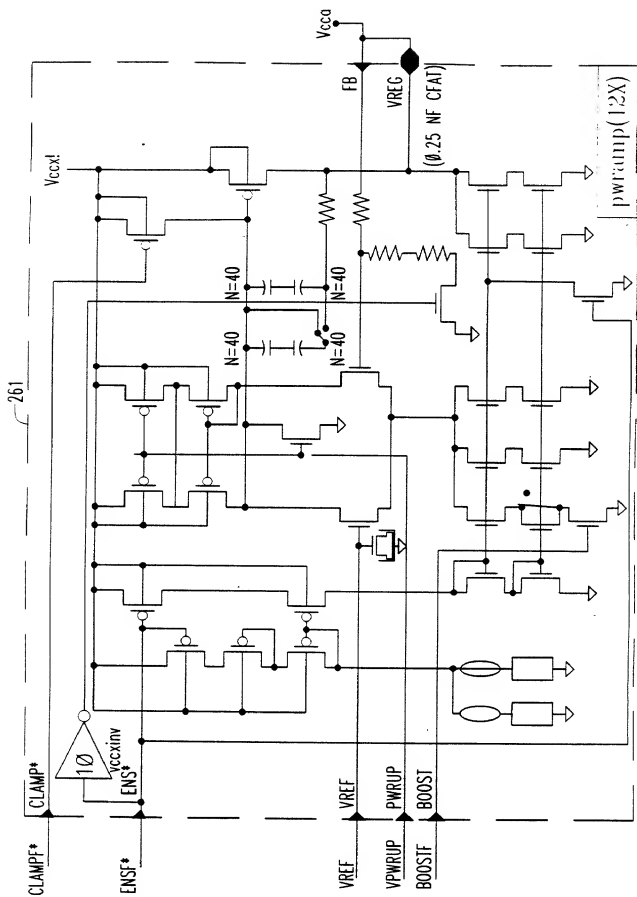 261
Vccx!
Vcca
FB
VREG
(0.25 NF CFAT)
pwramp(12X)
N=40
N=40
N=40
N=40
10
vccxinv
CLAMPF*
CLAMP*
ENSF*
ENS*
VREF
VREF
VPWRUP
PWRUP
BOOSTF
BOOST